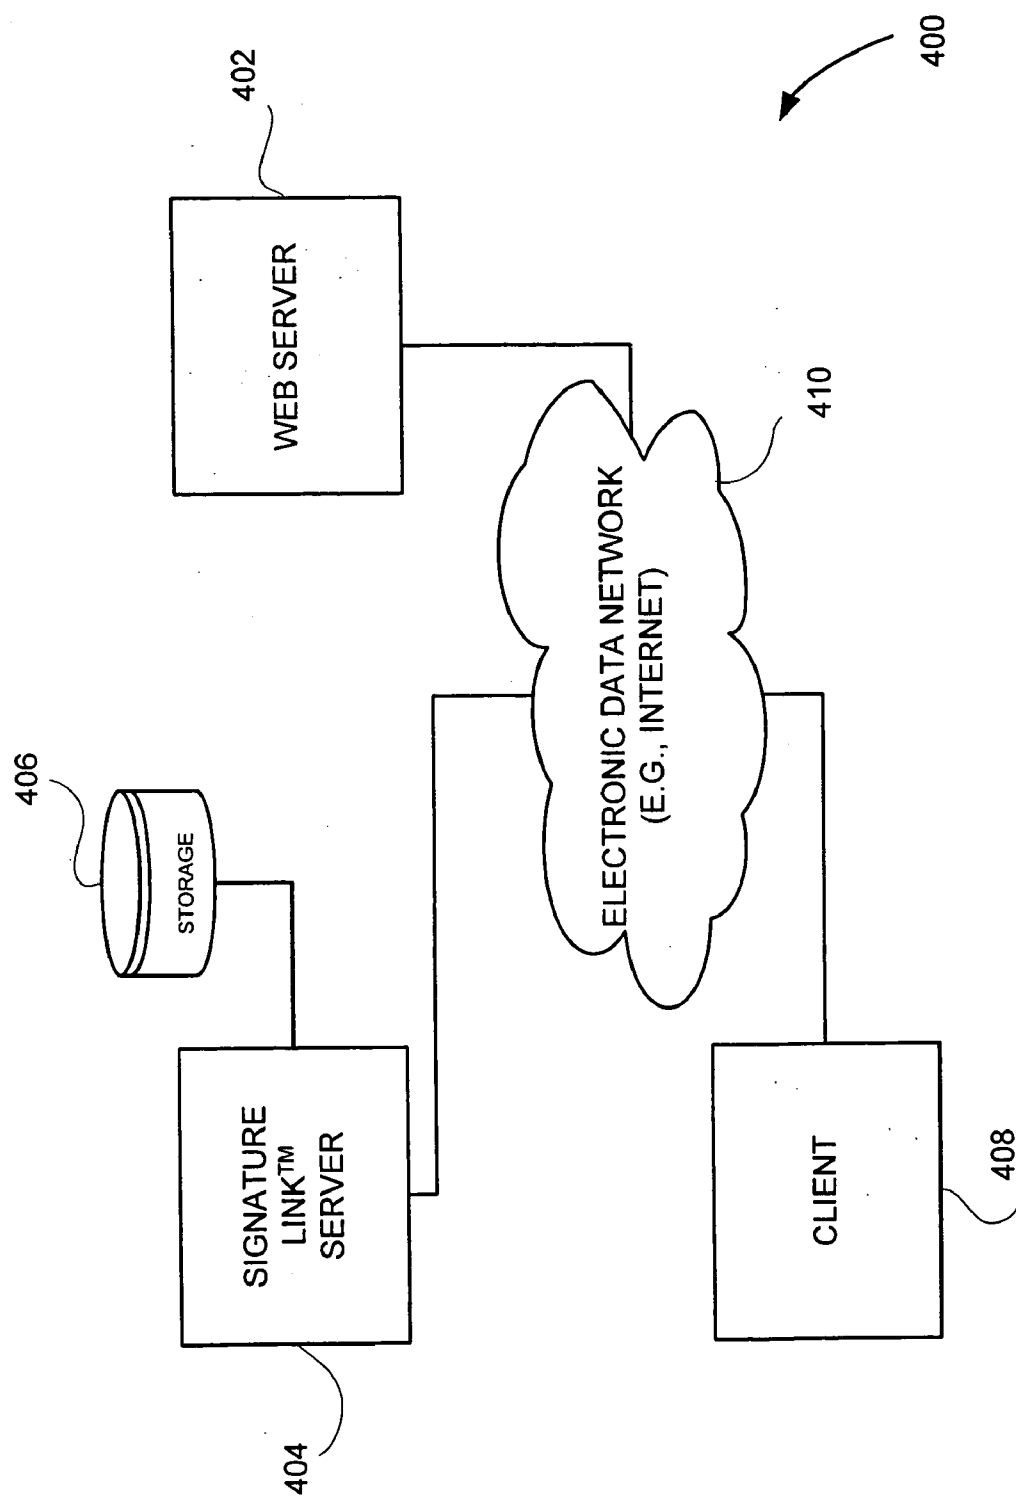 400
406
402
STORAGE
SIGNATURE
LINK™
SERVER
WEB SERVER
404
ELECTRONIC DATA NETWORK
(E.G., INTERNET)
410
CLIENT
408